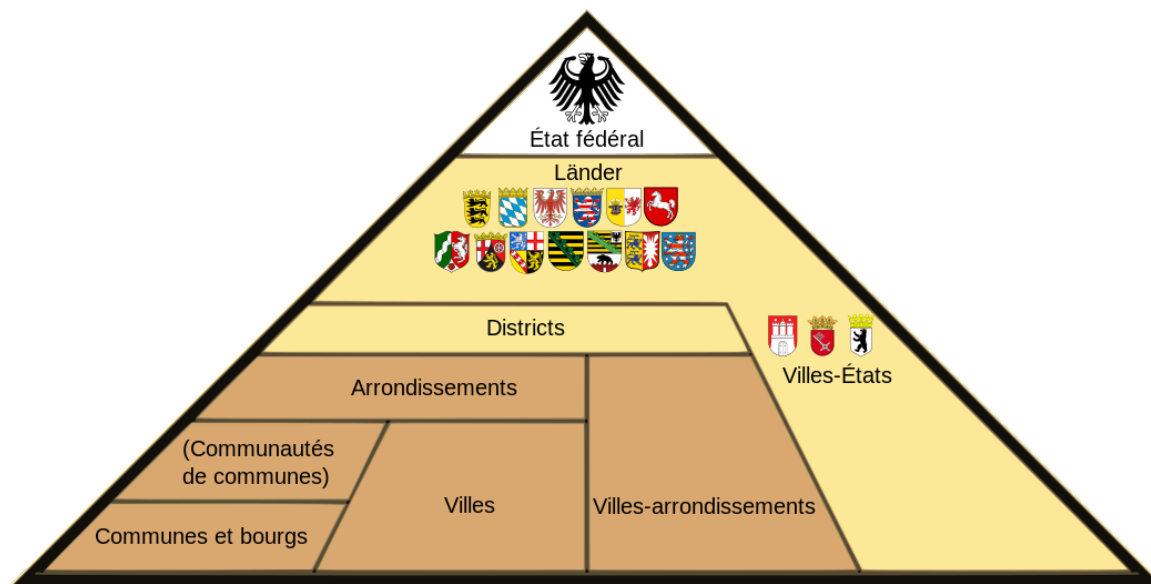 État fédéral
Länder
Districts
Villes-États
Arrondissements
(Communautés
de communes)
Villes
Villes-arrondissements
Communes et bourgs